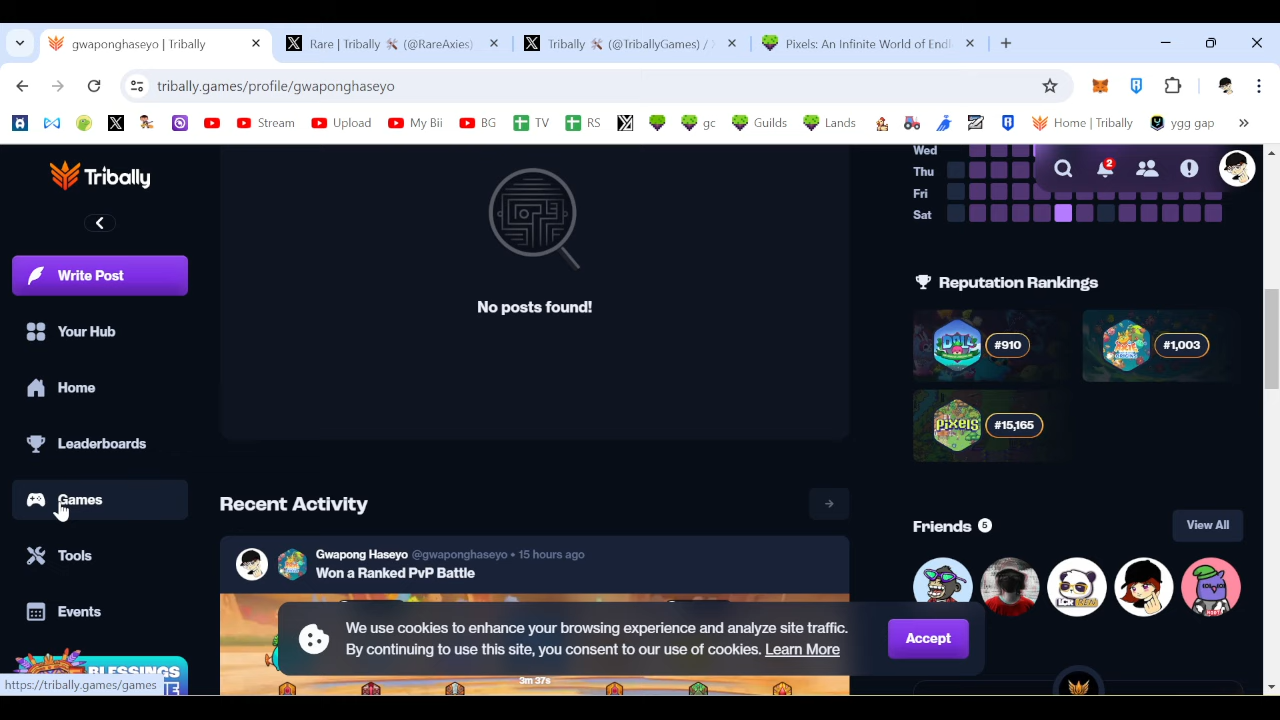 gwaponghaseyo | Tribally
Rare | Tribally 🛠 (@RareAxies)
Tribally 🛠 (@TriballyGames) / X
Pixels: An Infinite World of Endl
tribally.games/profile/gwaponghaseyo
Stream
Upload
My Bii
BG
TV
RS
gc
Guilds
Lands
Home | Tribally
ygg gap
Tribally
Write Post
Your Hub
Home
Leaderboards
Games
Tools
Events
BLESSINGS
https://tribally.games/games
No posts found!
Recent Activity
Gwapong Haseyo @gwaponghaseyo • 15 hours ago
Won a Ranked PvP Battle
We use cookies to enhance your browsing experience and analyze site traffic.
By continuing to use this site, you consent to our use of cookies. Learn More
Accept
3m 37s
Wed
Thu
Fri
Sat
2
Reputation Rankings
#910
#1,003
pixels
#15,165
Friends 5
View All